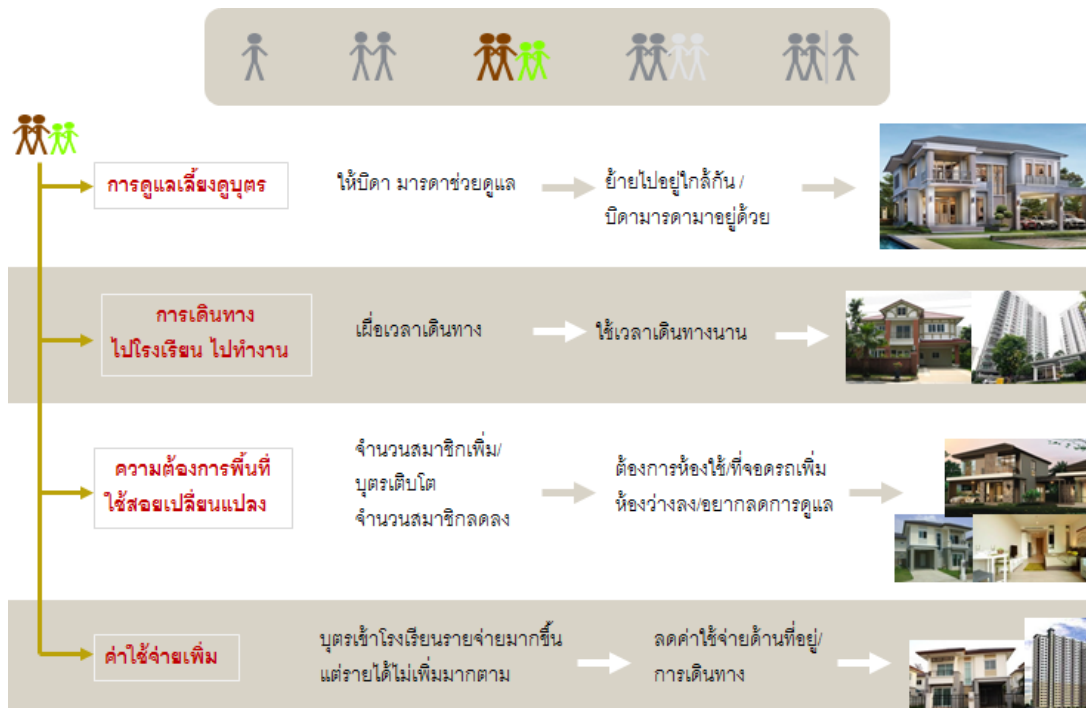 การดูแลเลี้ยงดูบุตร
ให้บิดา มารดาช่วยดูแล
ย้ายไปอยู่ใกล้กัน /
บิดามารดามาอยู่ด้วย
การเดินทาง
ไปโรงเรียน ไปทำงาน
เผื่อเวลาเดินทาง
ใช้เวลาเดินทางนาน
ความต้องการพื้นที่
ใช้สอยเปลี่ยนแปลง
จำนวนสมาชิกเพิ่ม/
บุตรเติบโต
จำนวนสมาชิกลดลง
ต้องการห้องใช้/ที่จอดรถเพิ่ม
ห้องว่างลง/อยากลดการดูแล
ค่าใช้จ่ายเพิ่ม
บุตรเข้าโรงเรียนรายจ่ายมากขึ้น
แต่รายได้ไม่เพิ่มมากตาม
ลดค่าใช้จ่ายด้านที่อยู่/
การเดินทาง